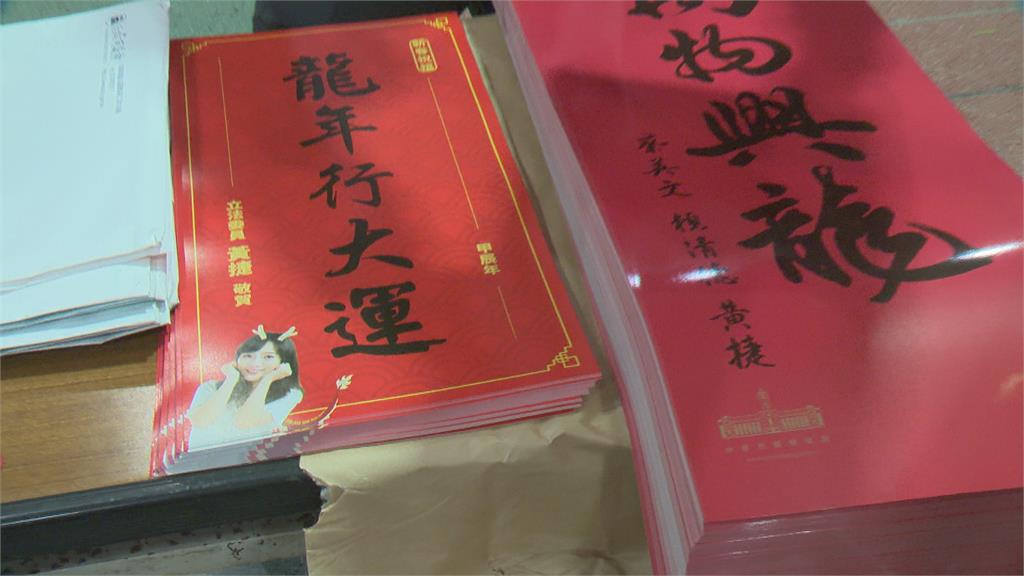 新春祝福
龍年行大運
甲辰年
立法委員 黃捷 敬賀
物興龍
蔡英文 賴清德 黃捷